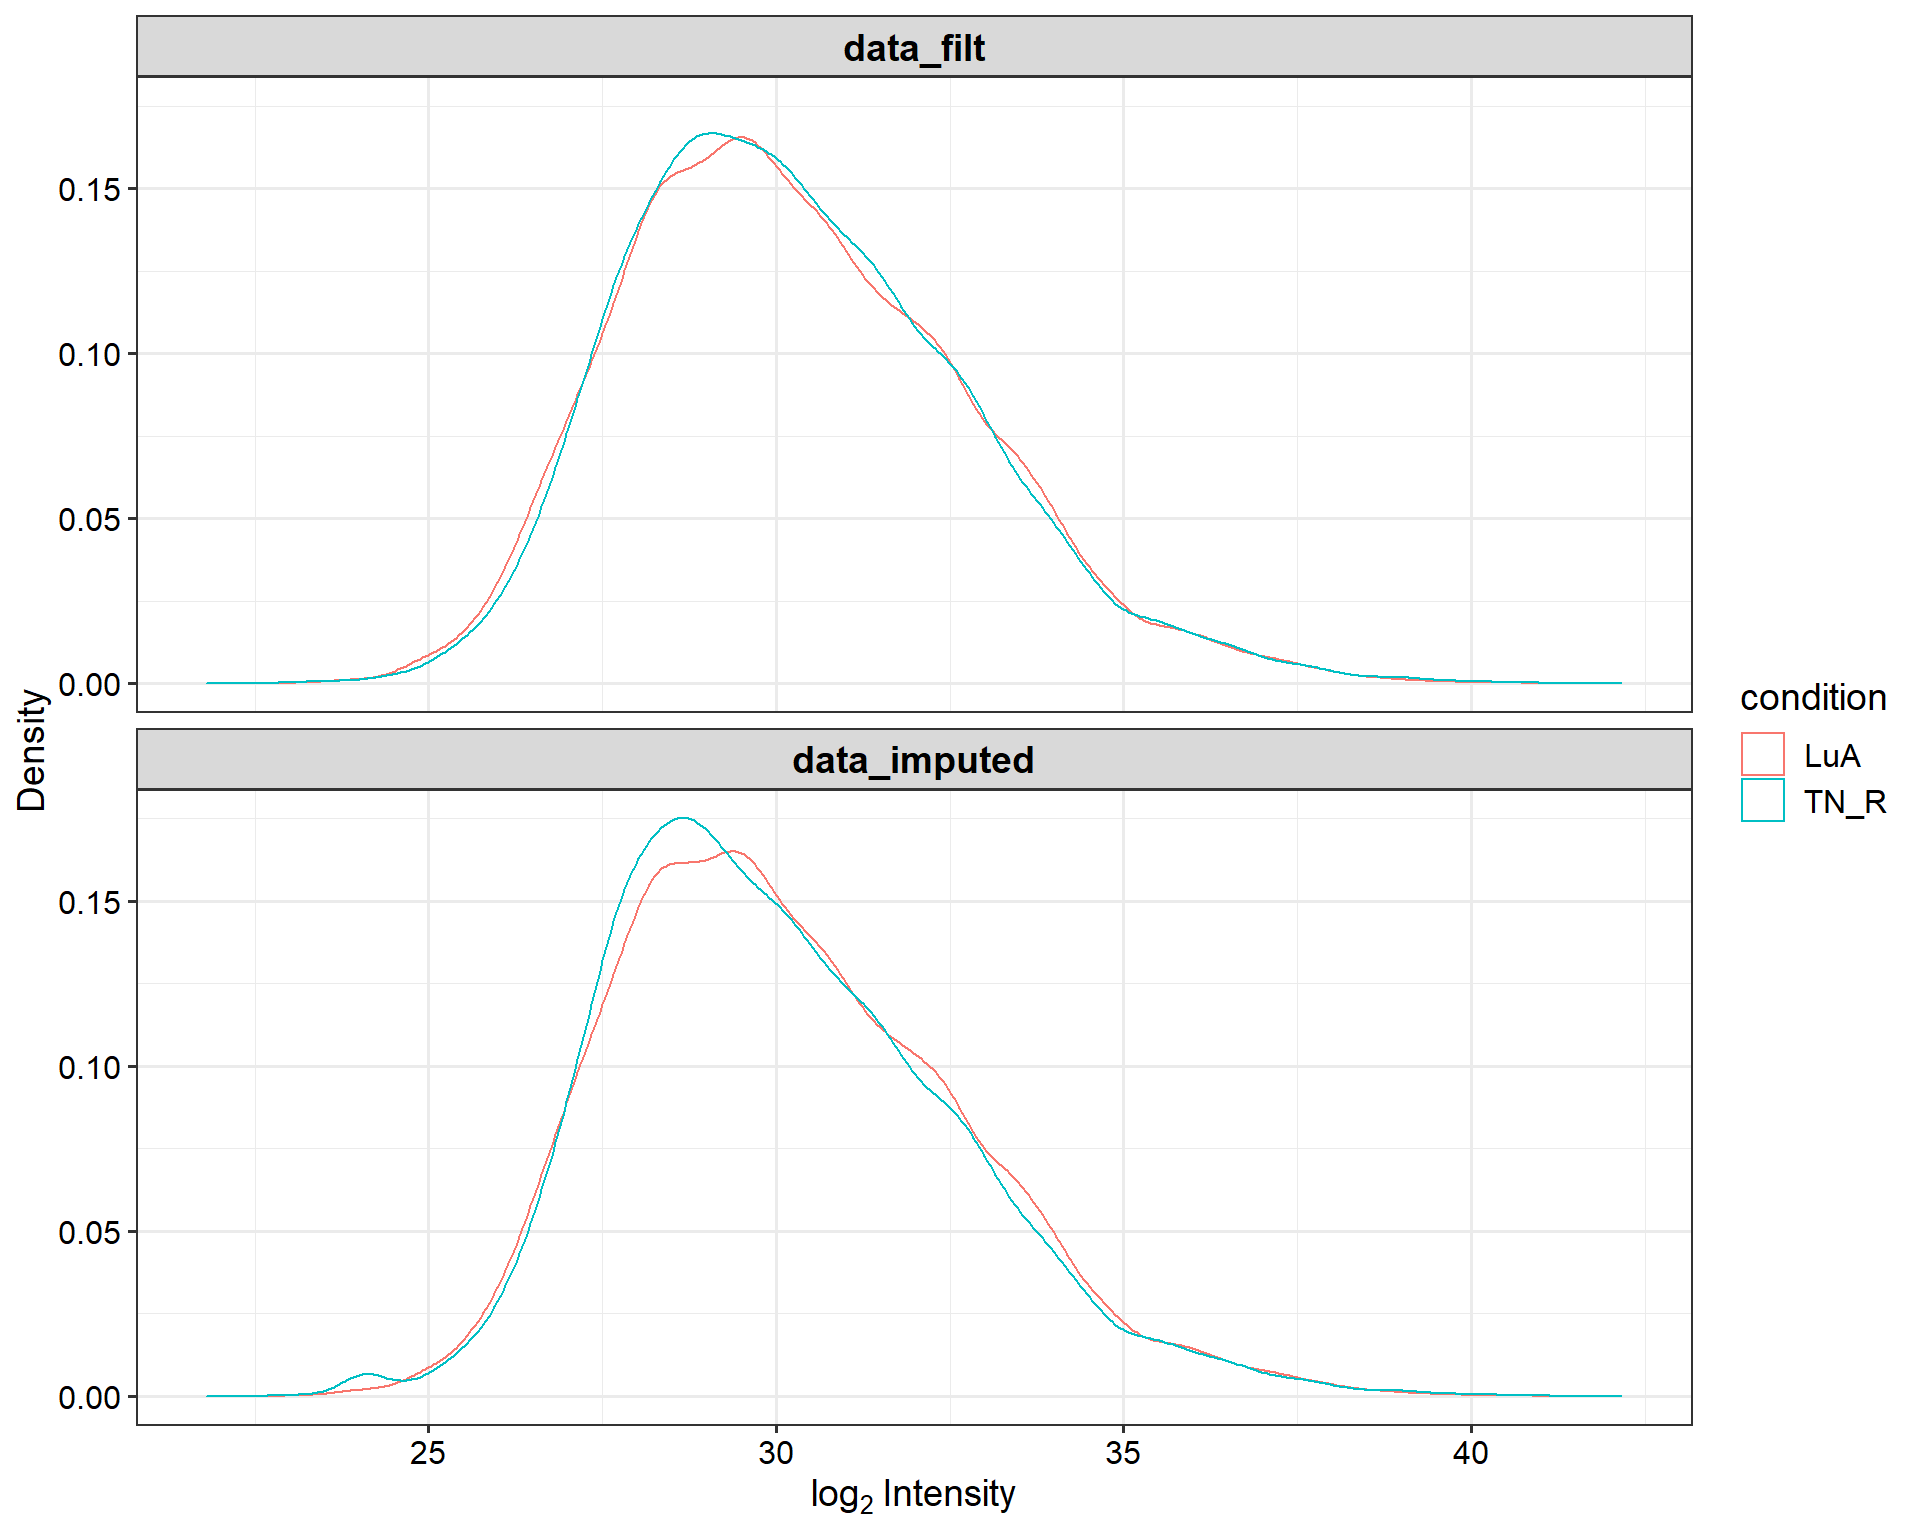 data_filt
0.15
0.10
0.05
0.00
data_imputed
0.15
0.10
0.05
0.00
25 30 35 40
log₂ Intensity
Density
condition
LuA
TN_R